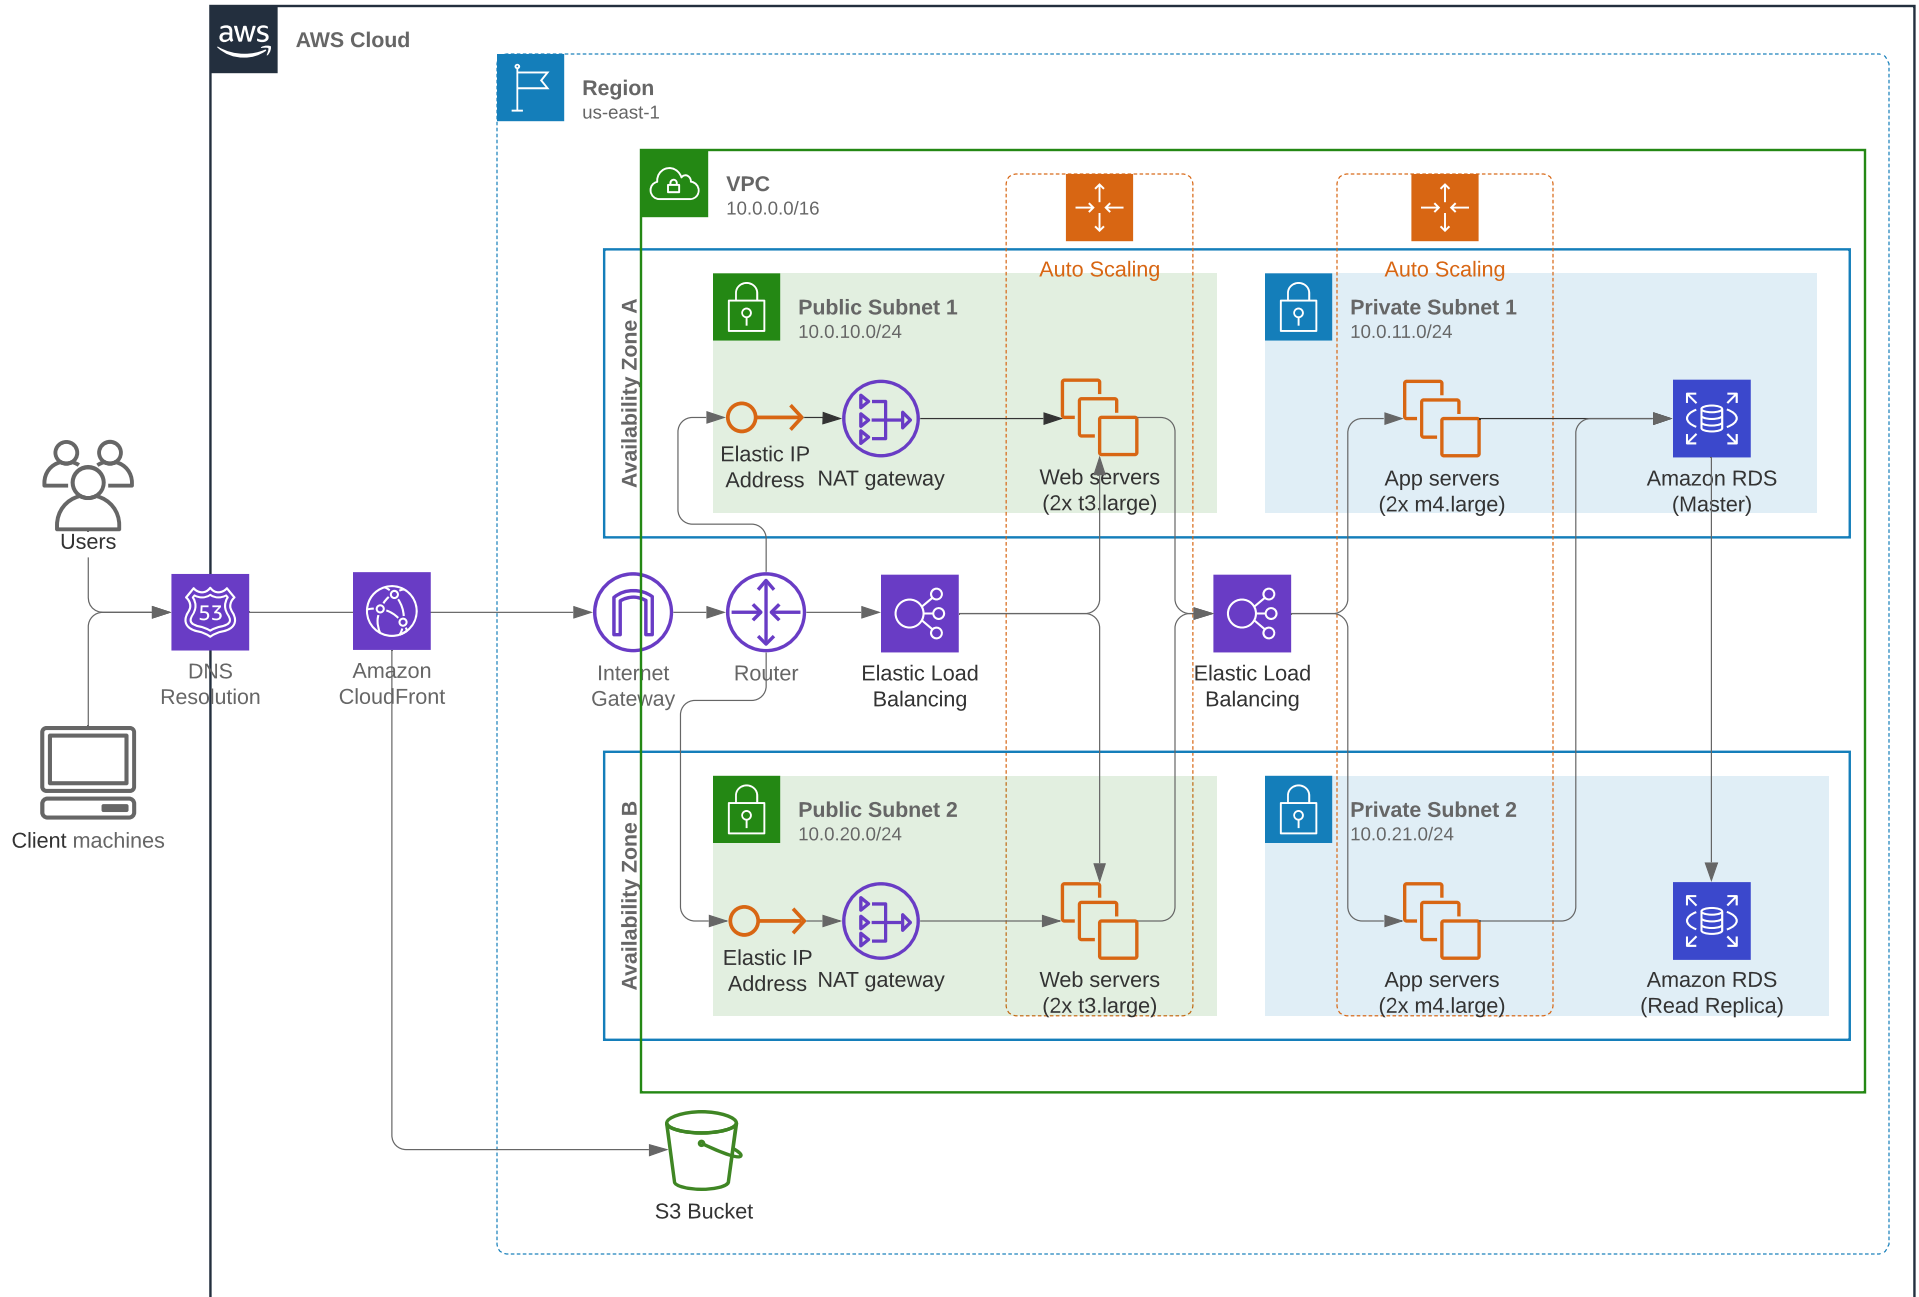 aws
AWS Cloud
Region
us-east-1
VPC
10.0.0.0/16
Auto Scaling
Auto Scaling
Availability Zone A
Public Subnet 1
10.0.10.0/24
Private Subnet 1
10.0.11.0/24
Elastic IP
Address
NAT gateway
Web servers
(2x t3.large)
App servers
(2x m4.large)
Amazon RDS
(Master)
Users
53
DNS
Resolution
Amazon
CloudFront
Internet
Gateway
Router
Elastic Load
Balancing
Elastic Load
Balancing
Client machines
Availability Zone B
Public Subnet 2
10.0.20.0/24
Private Subnet 2
10.0.21.0/24
Elastic IP
Address
NAT gateway
Web servers
(2x t3.large)
App servers
(2x m4.large)
Amazon RDS
(Read Replica)
S3 Bucket